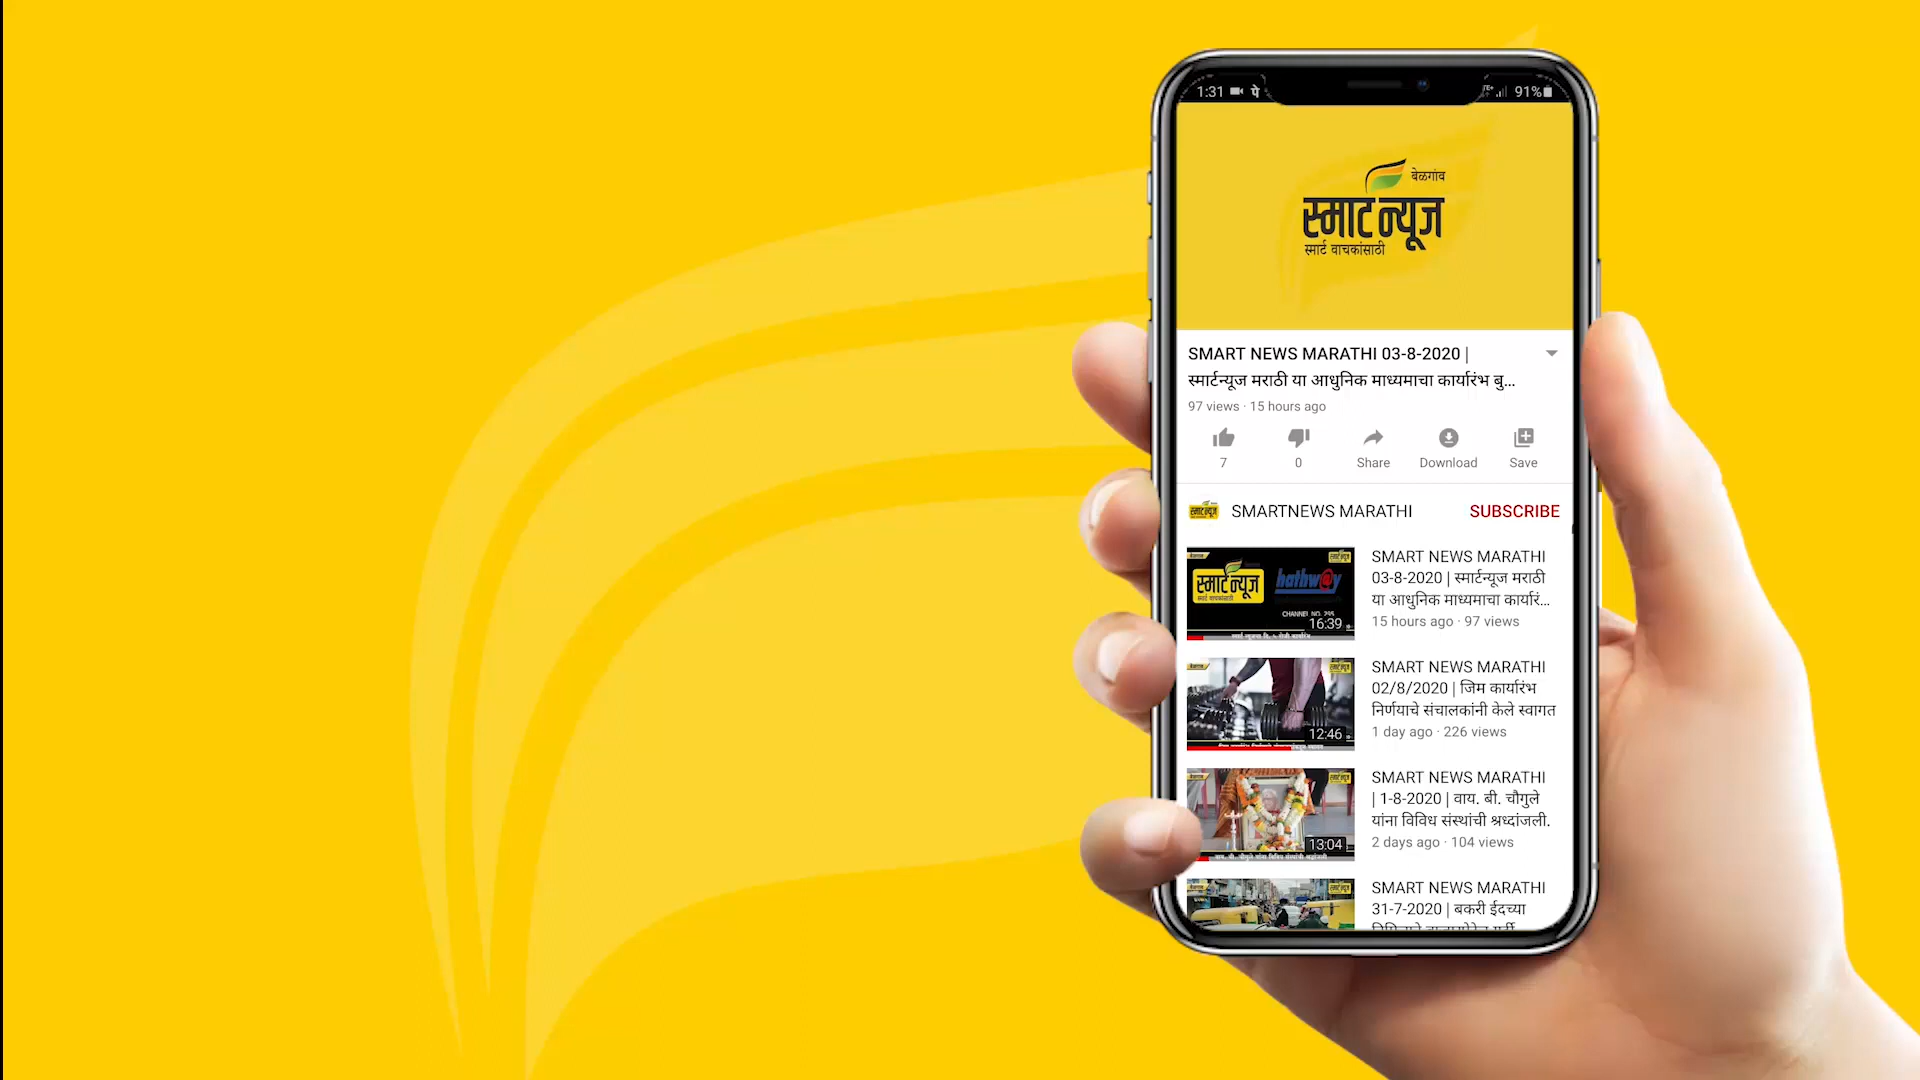 1:31 पे 91%
बेळगांव
स्मार्ट न्यूज
स्मार्ट वाचकांसाठी
SMART NEWS MARATHI 03-8-2020 |
स्मार्टन्यूज मराठी या आधुनिक माध्यमाचा कार्यारंभ बु...
97 views · 15 hours ago
7 0 Share Download Save
स्मार्ट न्यूज SMARTNEWS MARATHI SUBSCRIBE
स्मार्ट न्यूज hathway
CHANNEL NO. 295
16:39
SMART NEWS MARATHI
03-8-2020 | स्मार्टन्यूज मराठी
या आधुनिक माध्यमाचा कार्यारं...
15 hours ago · 97 views
12:46
SMART NEWS MARATHI
02/8/2020 | जिम कार्यारंभ
निर्णयाचे संचालकांनी केले स्वागत
1 day ago · 226 views
13:04
SMART NEWS MARATHI
| 1-8-2020 | वाय. बी. चौगुले
यांना विविध संस्थांची श्रध्दांजली.
2 days ago · 104 views
SMART NEWS MARATHI
31-7-2020 | बकरी ईदच्या